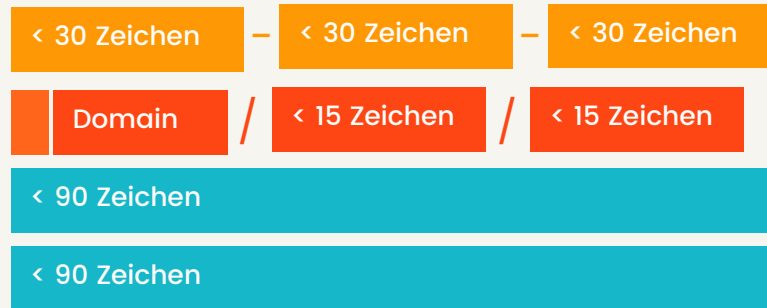 < 30 Zeichen – < 30 Zeichen – < 30 Zeichen
Domain / < 15 Zeichen / < 15 Zeichen
< 90 Zeichen
< 90 Zeichen